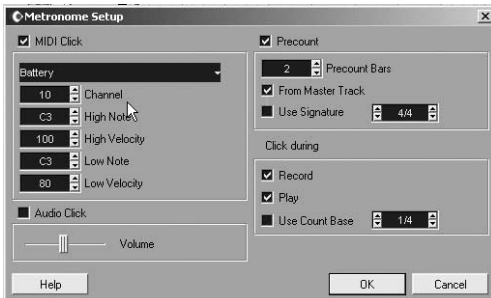 Metronome Setup
MIDI Click
Battery
10 Channel
C3 High Note
100 High Velocity
C3 Low Note
80 Low Velocity
Audio Click
Volume
Precount
2 Precount Bars
From Master Track
Use Signature 4/4
Click during
Record
Play
Use Count Base 1/4
Help
OK
Cancel